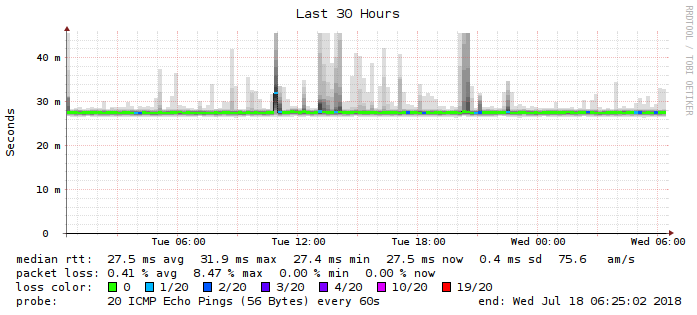 Last 30 Hours
RRDTOOL / TOBI OETIKER
Seconds
40 m
30 m
20 m
10 m
0
Tue 06:00 Tue 12:00 Tue 18:00 Wed 00:00 Wed 06:00
median rtt: 27.5 ms avg 31.9 ms max 27.4 ms min 27.5 ms now 0.4 ms sd 75.6 am/s
packet loss: 0.41 % avg 8.47 % max 0.00 % min 0.00 % now
loss color: 0 1/20 2/20 3/20 4/20 10/20 19/20
probe: 20 ICMP Echo Pings (56 Bytes) every 60s end: Wed Jul 18 06:25:02 2018